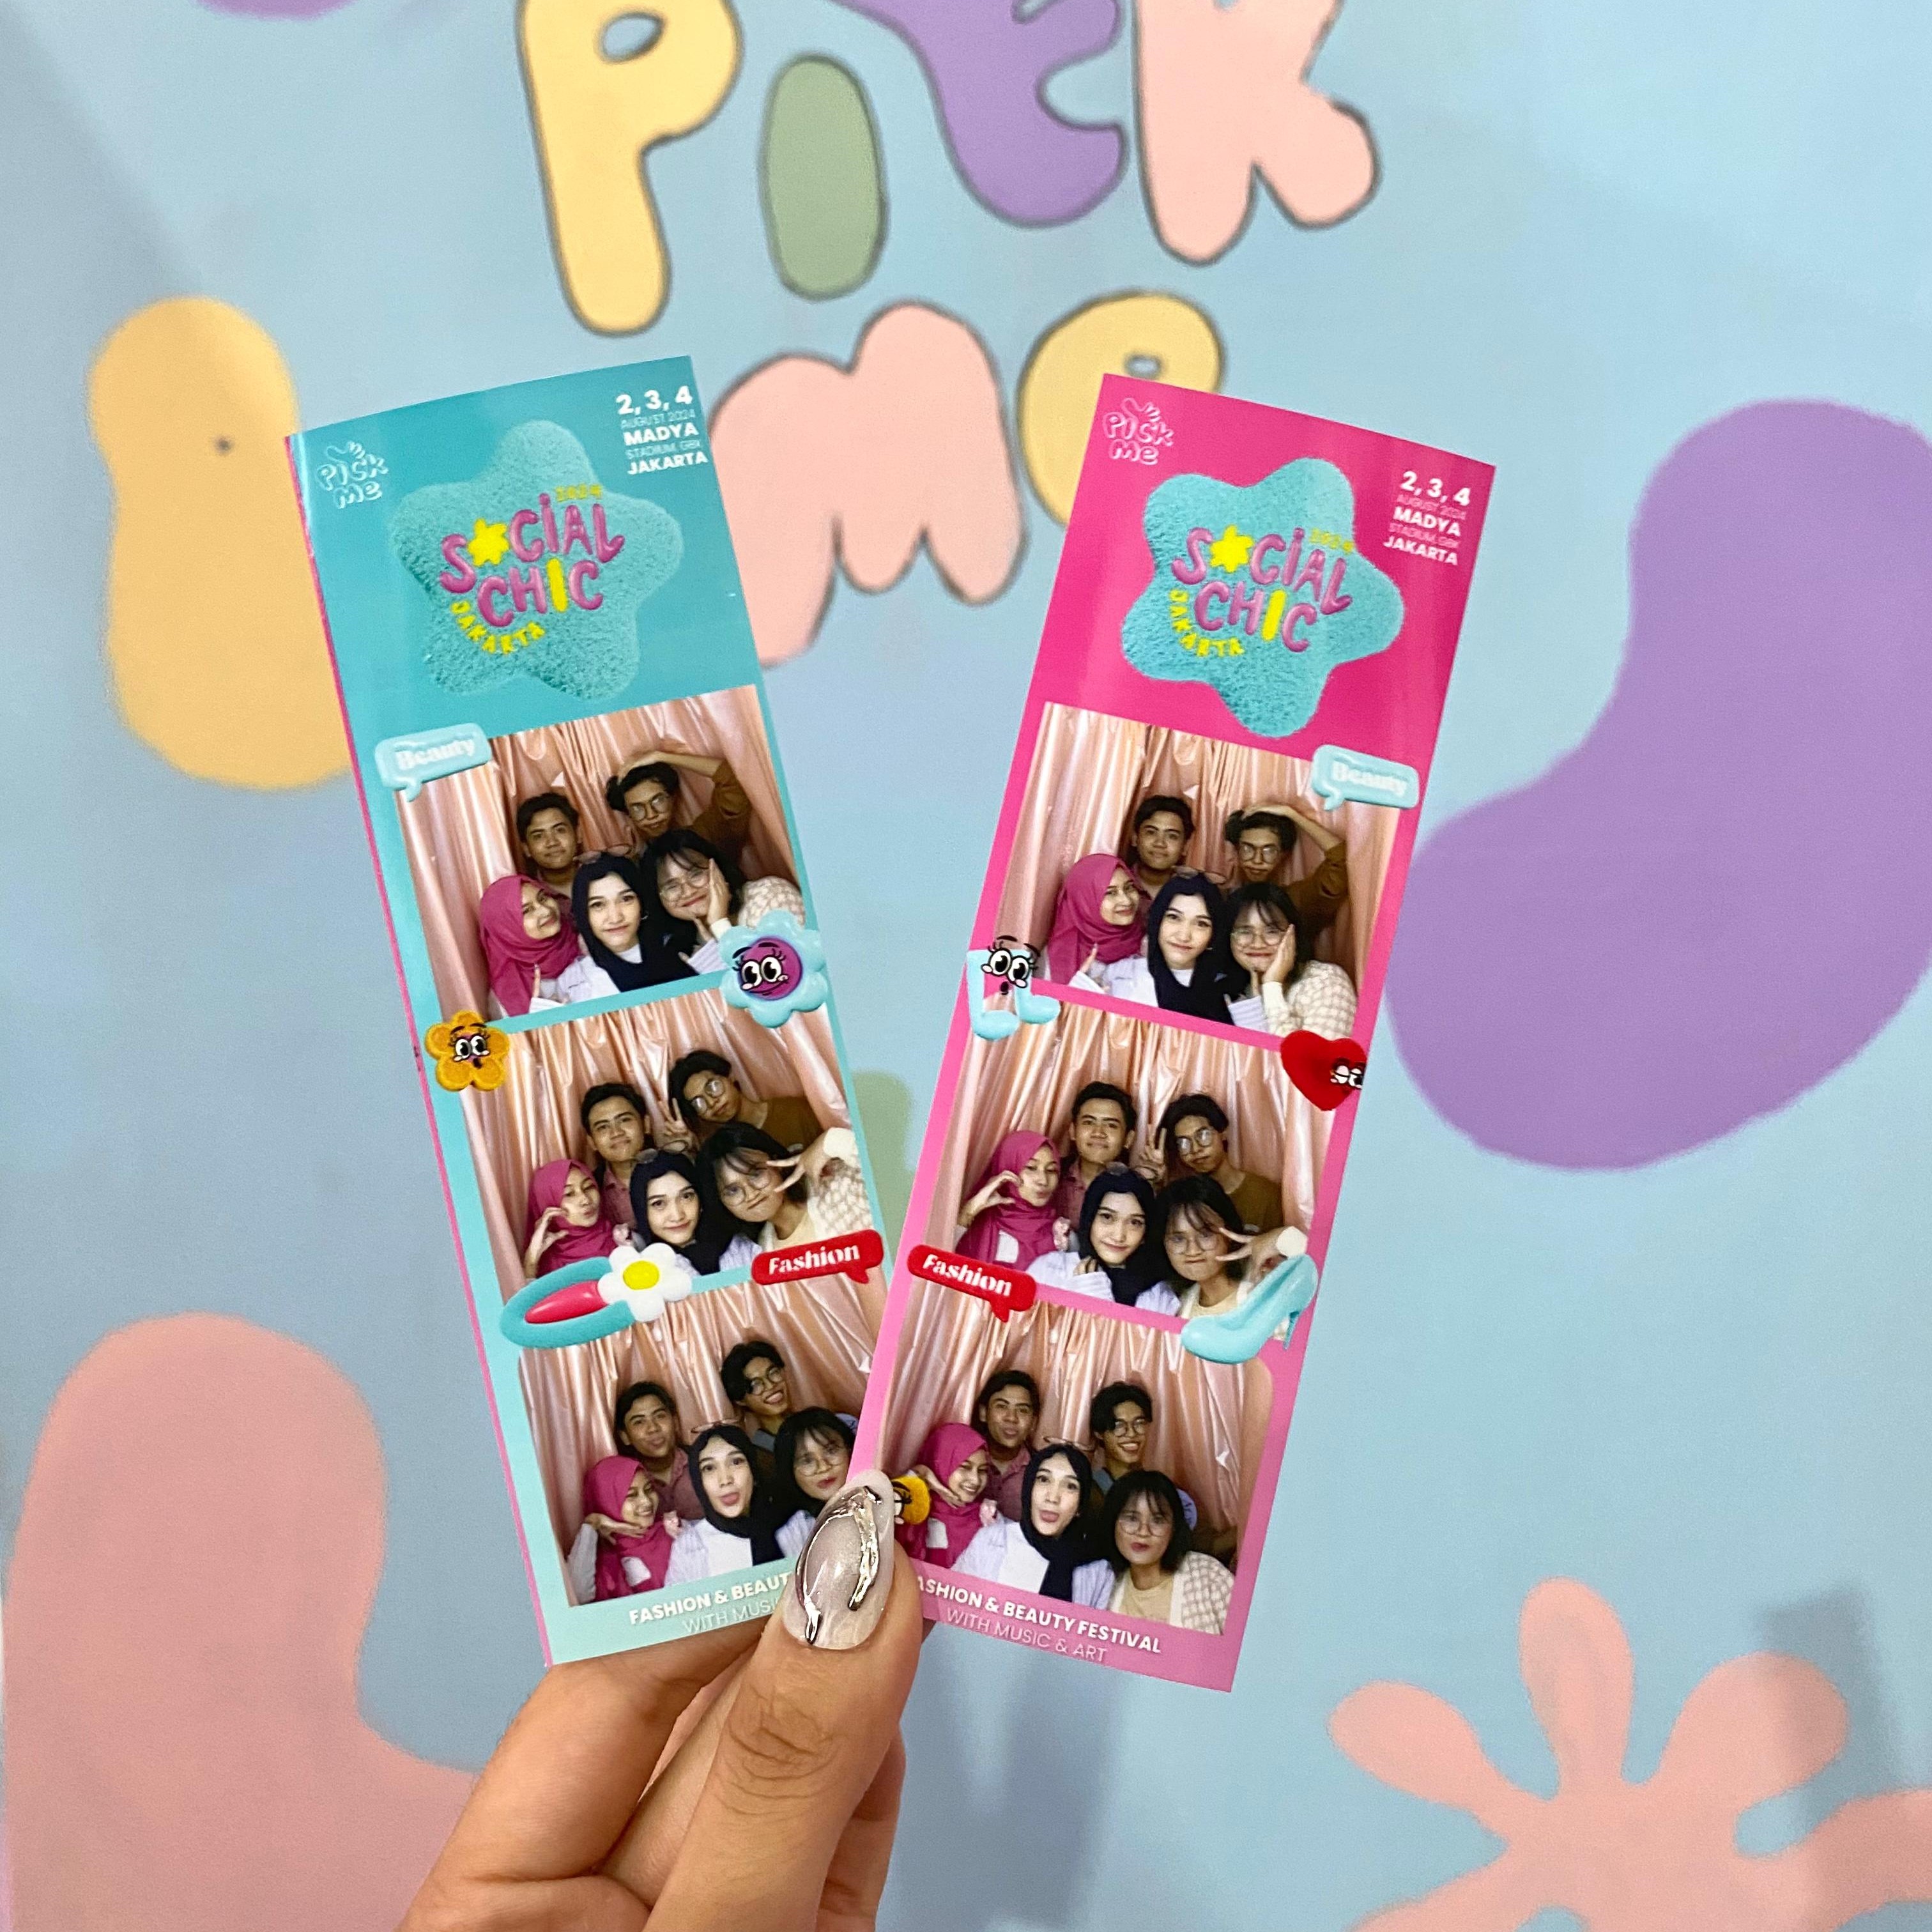 PICK
Me
PICK
Me
2, 3, 4
AUGUST 2024
MADYA
STADIUM, GBK
JAKARTA
2024
SOCIAL
CHIC
JAKARTA
Beauty
Fashion
FASHION & BEAUT
WITH MUSIC
PICK
Me
2, 3, 4
AUGUST 2024
MADYA
STADIUM, GBK
JAKARTA
2024
SOCIAL
CHIC
JAKARTA
Beauty
Fashion
ASHION & BEAUTY FESTIVAL
WITH MUSIC & ART